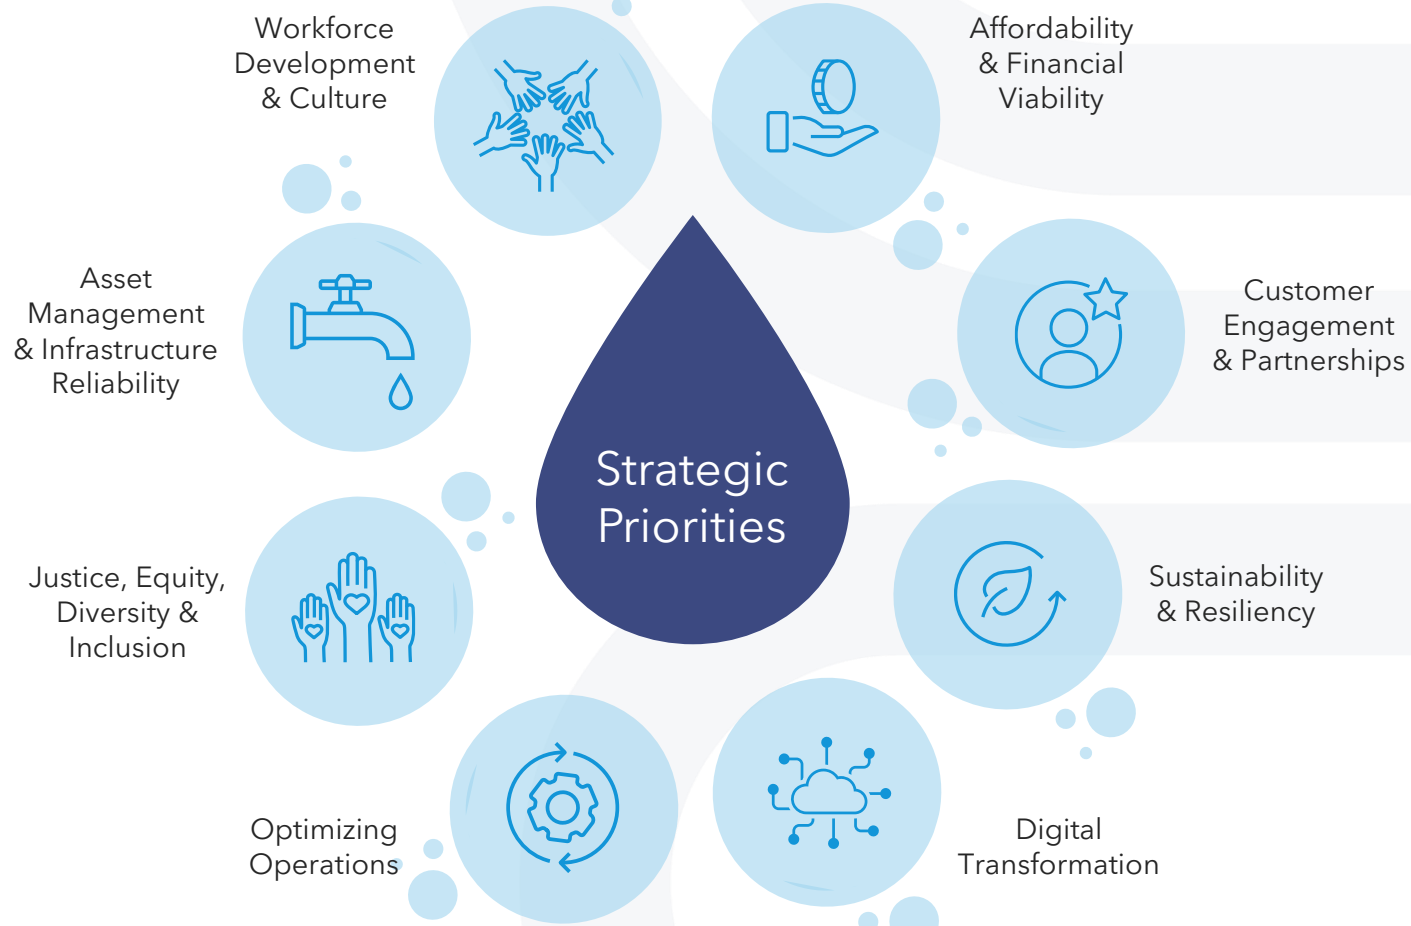 Workforce
Development
& Culture
Affordability
& Financial
Viability
Asset
Management
& Infrastructure
Reliability
Customer
Engagement
& Partnerships
Strategic
Priorities
Justice, Equity,
Diversity &
Inclusion
Sustainability
& Resiliency
Optimizing
Operations
Digital
Transformation